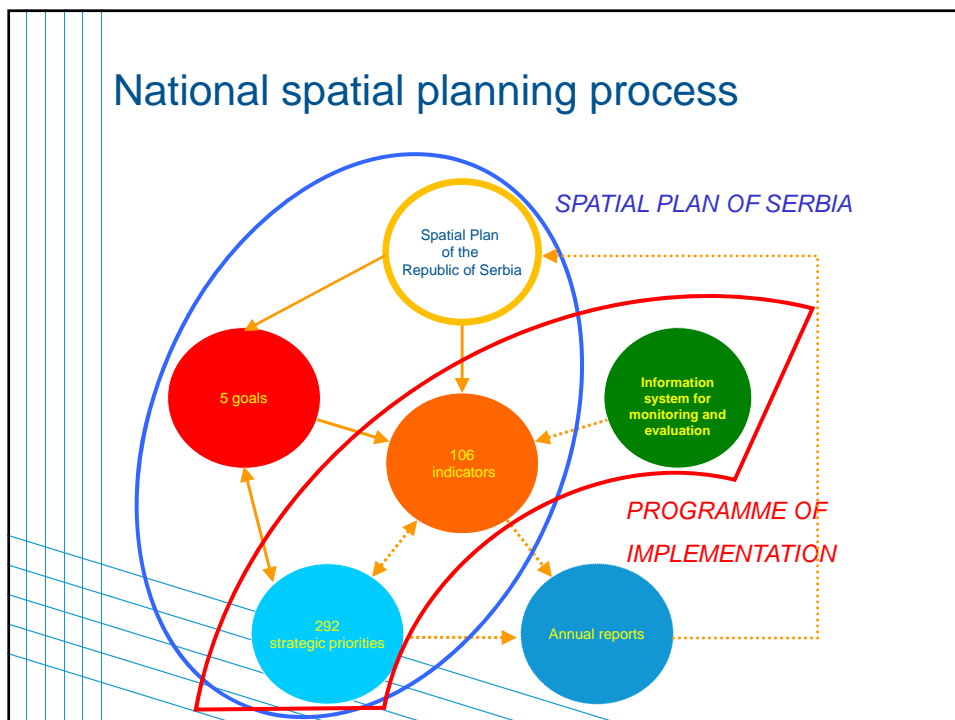 National spatial planning process
SPATIAL PLAN OF SERBIA
Spatial Plan
of the
Republic of Serbia
5 goals
Information
system for
monitoring and
evaluation
106
indicators
PROGRAMME OF
IMPLEMENTATION
292
strategic priorities
Annual reports